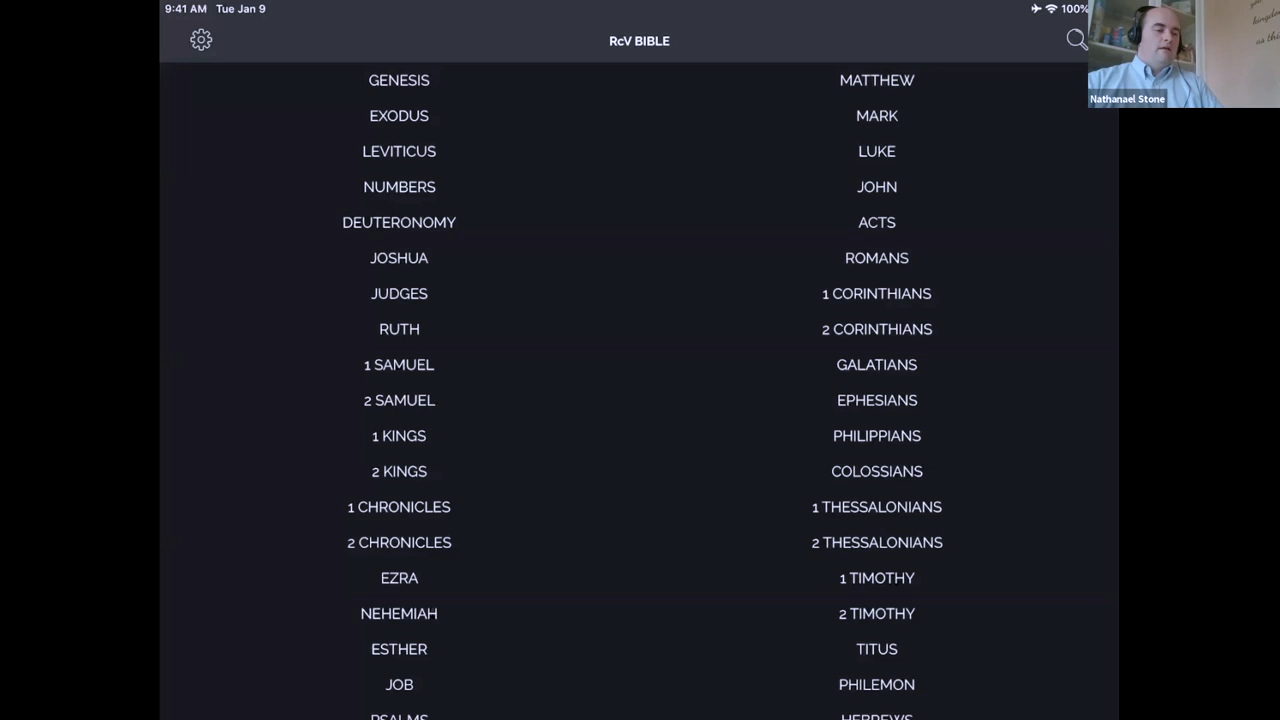 9:41 AM Tue Jan 9
100%
RcV BIBLE
GENESIS
EXODUS
LEVITICUS
NUMBERS
DEUTERONOMY
JOSHUA
JUDGES
RUTH
1 SAMUEL
2 SAMUEL
1 KINGS
2 KINGS
1 CHRONICLES
2 CHRONICLES
EZRA
NEHEMIAH
ESTHER
JOB
PSALMS
MATTHEW
MARK
LUKE
JOHN
ACTS
ROMANS
1 CORINTHIANS
2 CORINTHIANS
GALATIANS
EPHESIANS
PHILIPPIANS
COLOSSIANS
1 THESSALONIANS
2 THESSALONIANS
1 TIMOTHY
2 TIMOTHY
TITUS
PHILEMON
HEBREWS
Nathanael Stone